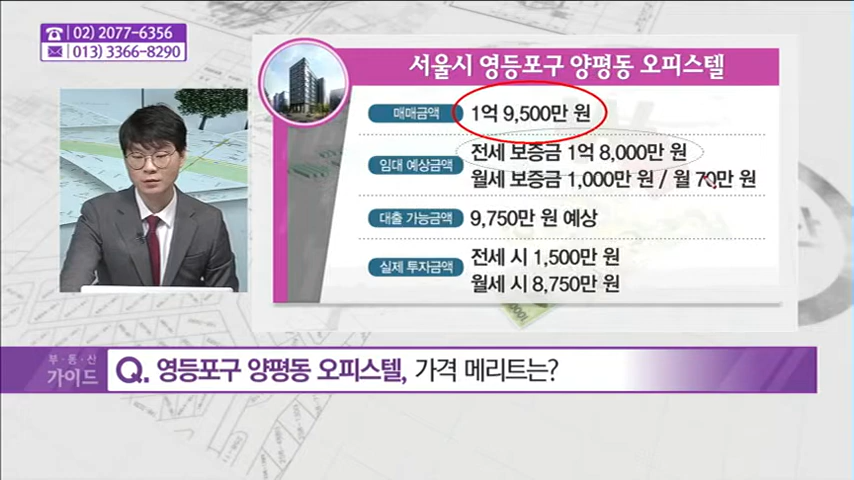 02) 2077-6356
013) 3366-8290
서울시 영등포구 양평동 오피스텔
매매금액 1억 9,500만 원
임대 예상금액 전세 보증금 1억 8,000만 원
월세 보증금 1,000만 원 / 월 70만 원
대출 가능금액 9,750만 원 예상
실제 투자금액 전세 시 1,500만 원
월세 시 8,750만 원
부·동·산
가이드
Q. 영등포구 양평동 오피스텔, 가격 메리트는?